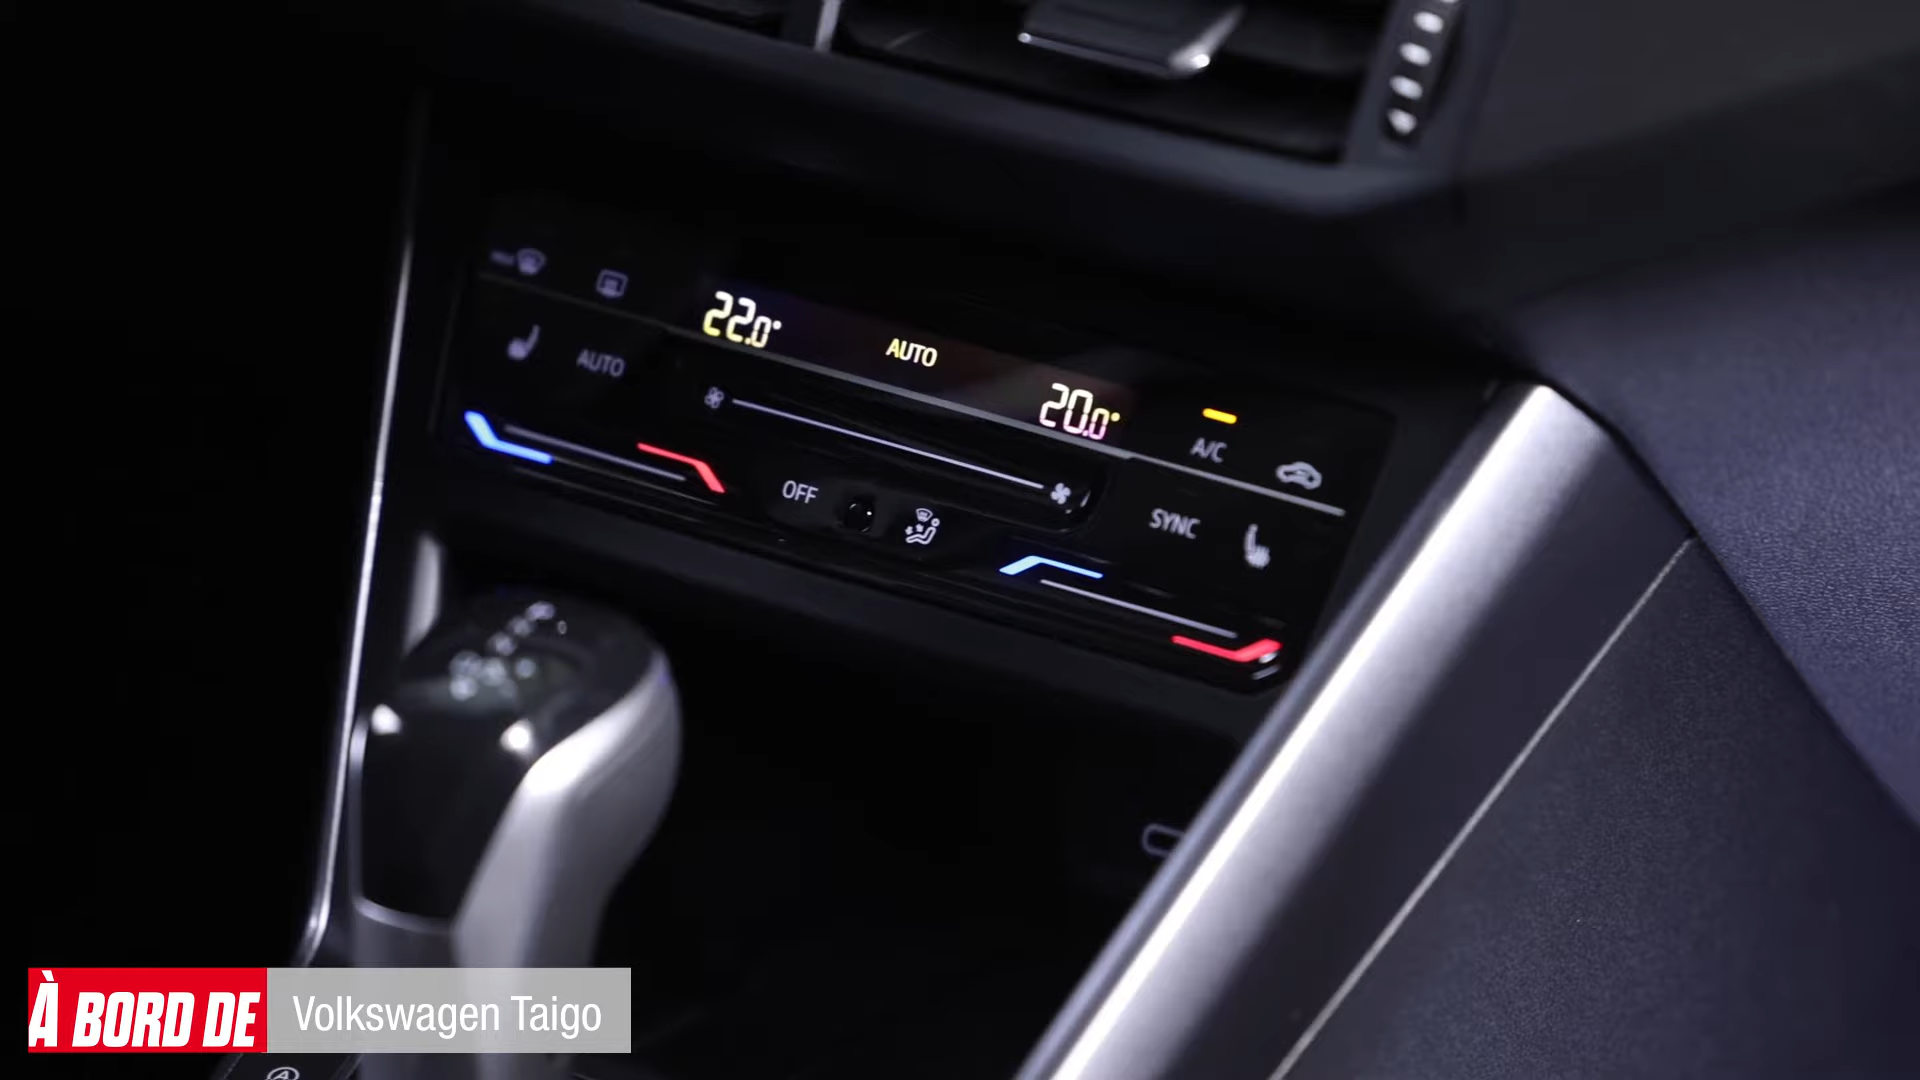 22.0°
AUTO
20.0°
AUTO
A/C
OFF
SYNC
À BORD DE
Volkswagen Taigo
A